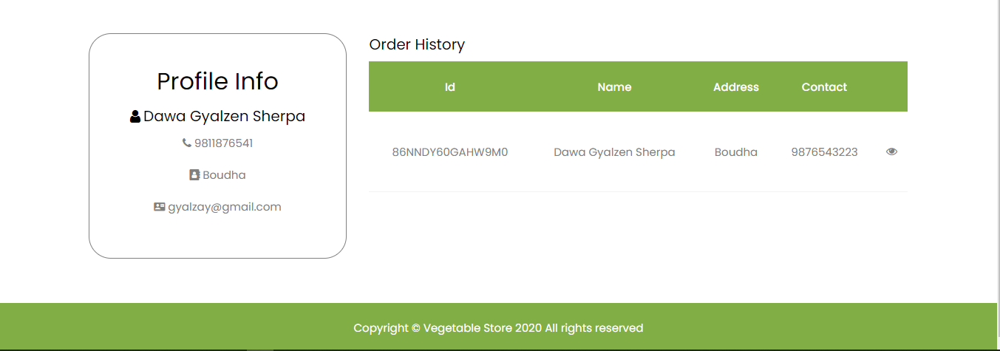 Profile Info
Dawa Gyalzen Sherpa
9811876541
Boudha
gyalzay@gmail.com
Order History
Id Name Address Contact
86NNDY60GAHW9M0 Dawa Gyalzen Sherpa Boudha 9876543223
Copyright © Vegetable Store 2020 All rights reserved